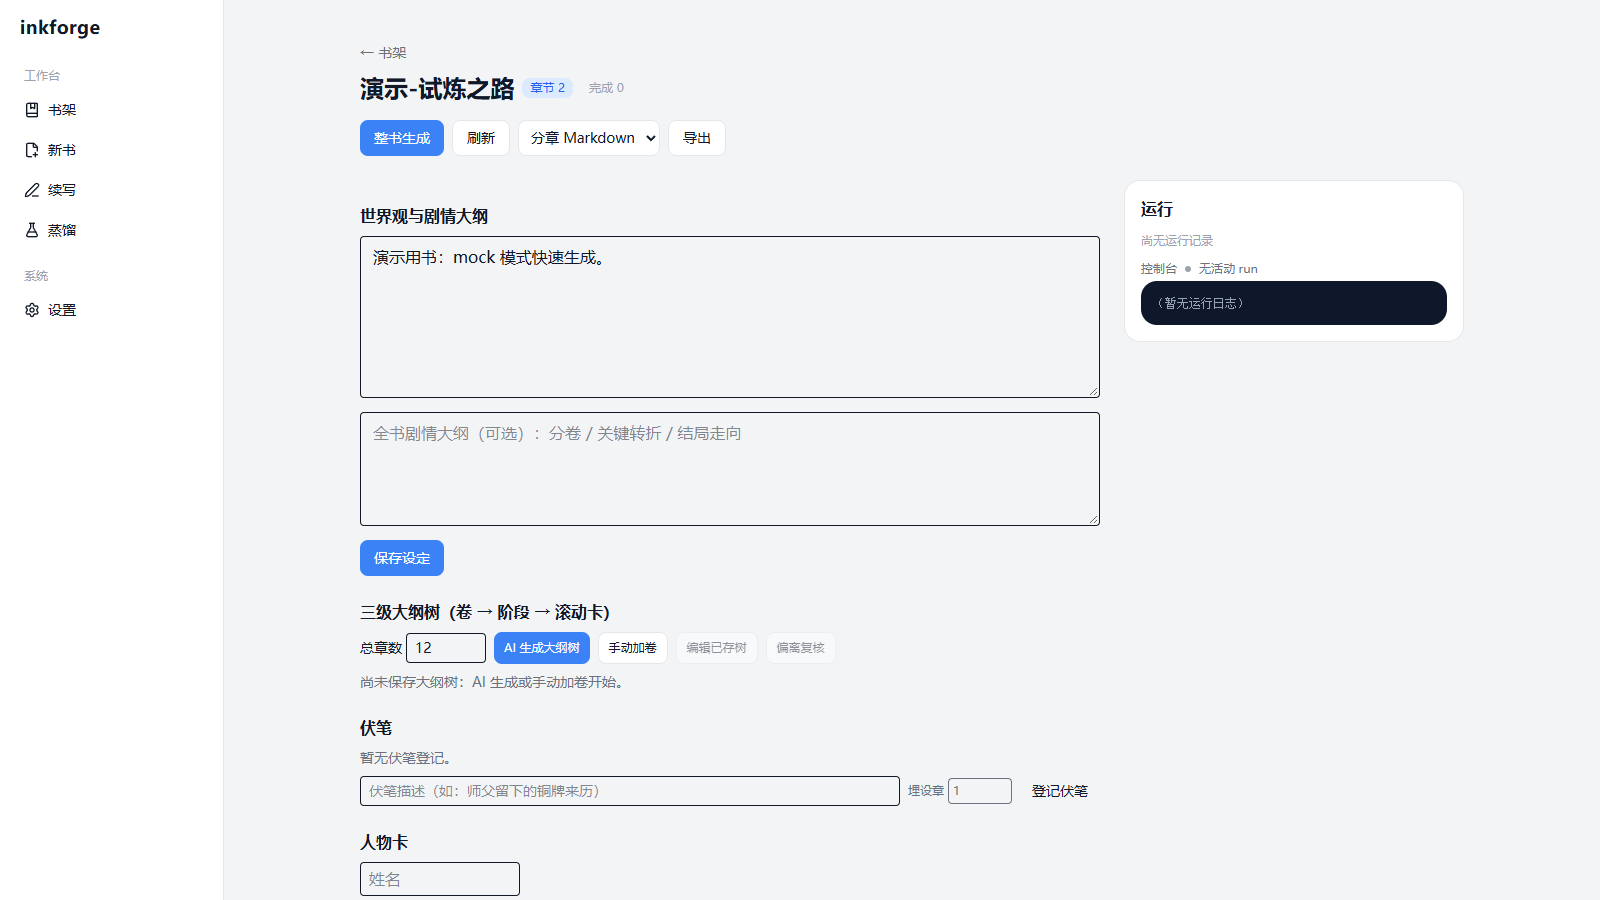 inkforge
工作台
书架
新书
续写
蒸馏
系统
设置
← 书架
演示-试炼之路 章节 2 完成 0
整书生成 刷新 分章 Markdown 导出
世界观与剧情大纲
演示用书：mock 模式快速生成。
全书剧情大纲（可选）：分卷 / 关键转折 / 结局走向
保存设定
三级大纲树（卷 → 阶段 → 滚动卡）
总章数 12 AI 生成大纲树 手动加卷 编辑已存树 偏离复核
尚未保存大纲树：AI 生成或手动加卷开始。
伏笔
暂无伏笔登记。
伏笔描述（如：师父留下的铜牌来历） 埋设章 1 登记伏笔
人物卡
姓名
运行
尚无运行记录
控制台 无活动 run
（暂无运行日志）